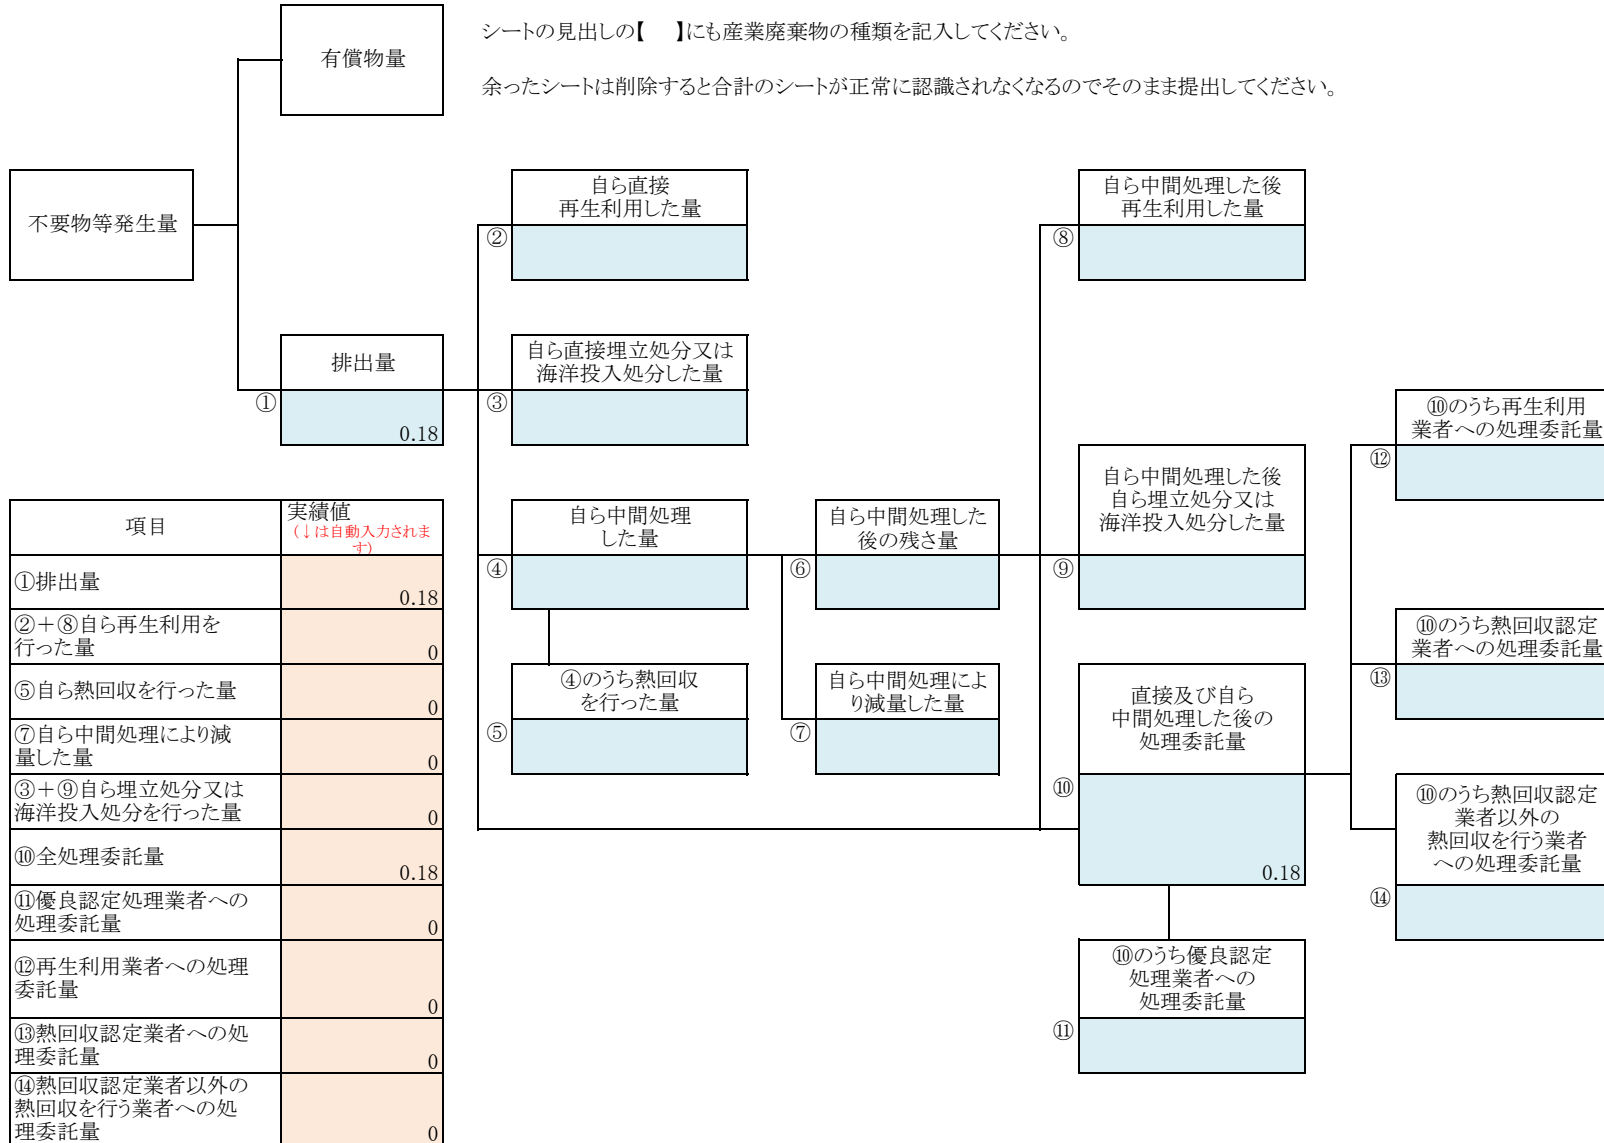 シートの見出しの【　】にも産業廃棄物の種類を記入してください。
有償物量
余ったシートは削除すると合計のシートが正常に認識されなくなるのでそのまま提出してください。
不要物等発生量
自ら直接
再生利用した量
②
自ら中間処理した後
再生利用した量
⑧
排出量
①
0.18
自ら直接埋立処分又は
海洋投入処分した量
③
⑩のうち再生利用
業者への処理委託量
⑫
自ら中間処理
した量
④
自ら中間処理した
後の残さ量
⑥
自ら中間処理した後
自ら埋立処分又は
海洋投入処分した量
⑨
⑩のうち熱回収認定
業者への処理委託量
⑬
④のうち熱回収
を行った量
⑤
自ら中間処理によ
り減量した量
⑦
直接及び自ら
中間処理した後の
処理委託量
⑩
0.18
⑩のうち熱回収認定
業者以外の
熱回収を行う業者
への処理委託量
⑭
⑩のうち優良認定
処理業者への
処理委託量
⑪
項目
実績値
(↓は自動入力されま
す)
①排出量
0.18
②＋⑧自ら再生利用を
行った量
0
⑤自ら熱回収を行った量
0
⑦自ら中間処理により減
量した量
0
③＋⑨自ら埋立処分又は
海洋投入処分を行った量
0
⑩全処理委託量
0.18
⑪優良認定処理業者への
処理委託量
0
⑫再生利用業者への処理
委託量
0
⑬熱回収認定業者への処
理委託量
0
⑭熱回収認定業者以外の
熱回収を行う業者への処
理委託量
0